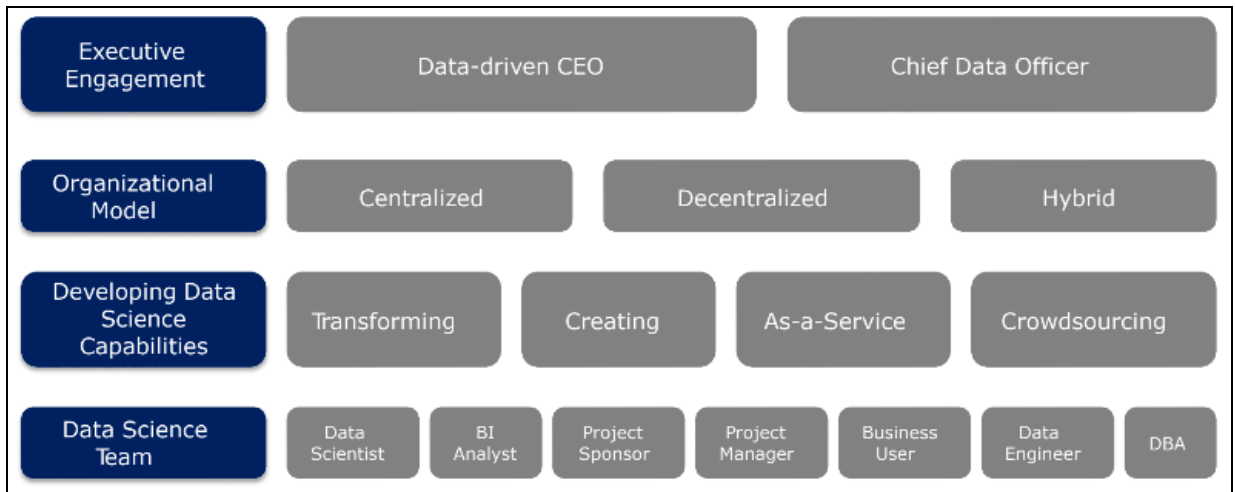 Executive
Engagement
Data-driven CEO
Chief Data Officer
Organizational
Model
Centralized
Decentralized
Hybrid
Developing Data
Science
Capabilities
Transforming
Creating
As-a-Service
Crowdsourcing
Data Science
Team
Data
Scientist
BI
Analyst
Project
Sponsor
Project
Manager
Business
User
Data
Engineer
DBA